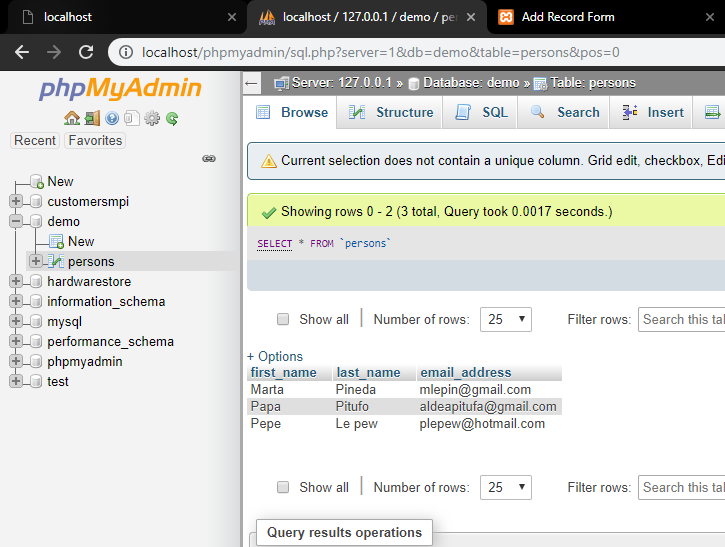 localhost
localhost / 127.0.0.1 / demo / per
Add Record Form
localhost/phpmyadmin/sql.php?server=1&db=demo&table=persons&pos=0
phpMyAdmin
Recent Favorites
New
customersmpi
demo
New
persons
hardwarestore
information_schema
mysql
performance_schema
phpmyadmin
test
Server: 127.0.0.1 » Database: demo » Table: persons
Browse Structure SQL Search Insert
Current selection does not contain a unique column. Grid edit, checkbox, Edi
Showing rows 0 - 2 (3 total, Query took 0.0017 seconds.)
SELECT * FROM `persons`
Show all Number of rows: 25 Filter rows: Search this tal
+ Options
first_name last_name email_address
Marta Pineda mlepin@gmail.com
Papa Pitufo aldeapitufa@gmail.com
Pepe Le pew plepew@hotmail.com
Show all Number of rows: 25 Filter rows: Search this tal
Query results operations